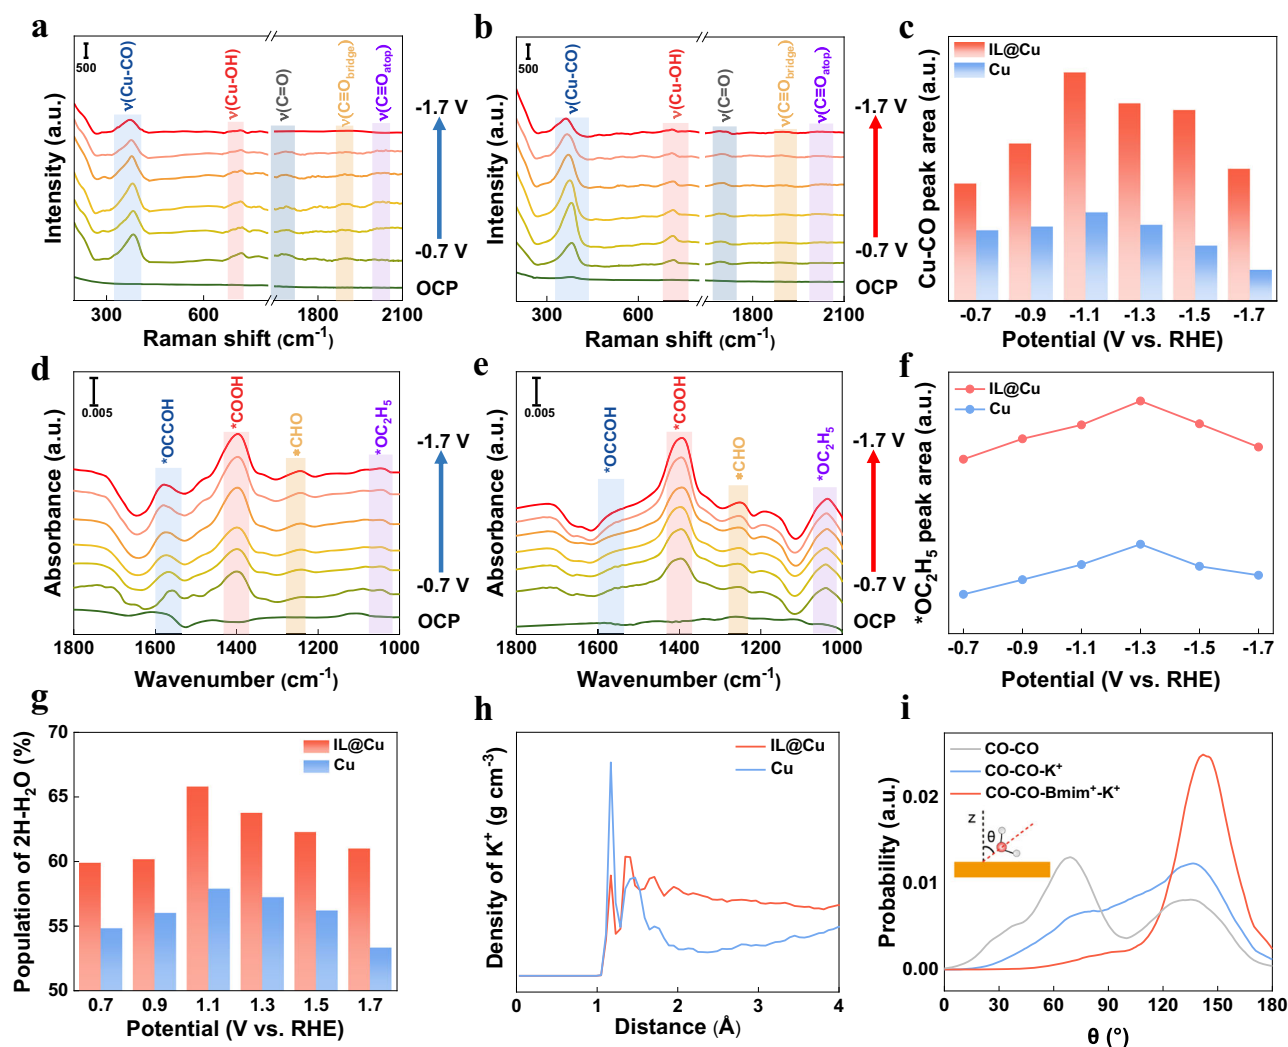 a
500
ν(Cu-CO)
ν(Cu-OH)
ν(C=O)
ν(C≡O_bridge)
ν(C≡O_atop)
-1.7 V
-0.7 V
OCP
Intensity (a.u.)
300 600 1800 2100
Raman shift (cm⁻¹)
b
500
ν(Cu-CO)
ν(Cu-OH)
ν(C=O)
ν(C≡O_bridge)
ν(C≡O_atop)
-1.7 V
-0.7 V
OCP
Intensity (a.u.)
300 600 1800 2100
Raman shift (cm⁻¹)
c
IL@Cu
Cu
Cu-CO peak area (a.u.)
-0.7 -0.9 -1.1 -1.3 -1.5 -1.7
Potential (V vs. RHE)
d
0.005
*OCCOH
*COOH
*CHO
*OC₂H₅
-1.7 V
-0.7 V
OCP
Absorbance (a.u.)
1800 1600 1400 1200 1000
Wavenumber (cm⁻¹)
e
0.005
*OCCOH
*COOH
*CHO
*OC₂H₅
-1.7 V
-0.7 V
OCP
Absorbance (a.u.)
1800 1600 1400 1200 1000
Wavenumber (cm⁻¹)
f
IL@Cu
Cu
*OC₂H₅ peak area (a.u.)
-0.7 -0.9 -1.1 -1.3 -1.5 -1.7
Potential (V vs. RHE)
g
IL@Cu
Cu
Population of 2H-H₂O (%)
70
65
60
55
50
0.7 0.9 1.1 1.3 1.5 1.7
Potential (V vs. RHE)
h
IL@Cu
Cu
Density of K⁺ (g cm⁻³)
0 1 2 3 4
Distance (Å)
i
CO-CO
CO-CO-K⁺
CO-CO-Bmim⁺-K⁺
z
θ
Probability (a.u.)
0.02
0.01
0.00
0 30 60 90 120 150 180
θ (°)